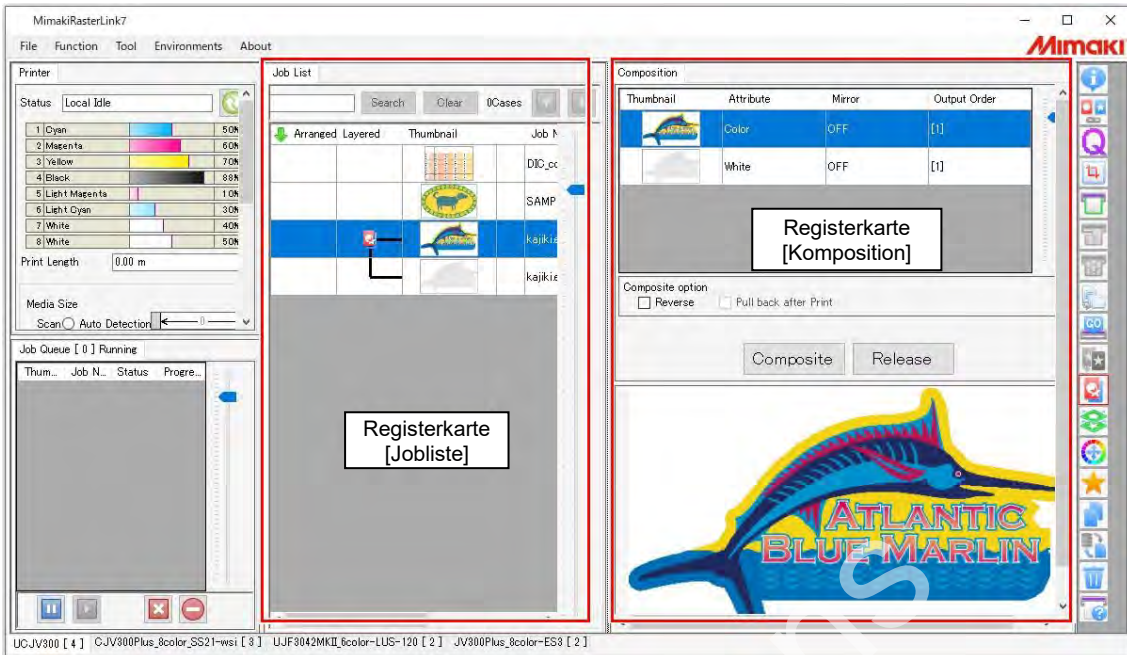 MimakiRasterLink7
File Function Tool Environments About
Mimaki
Printer
Status Local Idle
1 Cyan 50%
2 Magenta 60%
3 Yellow 70%
4 Black 88%
5 Light Magenta 10%
6 Light Cyan 30%
7 White 40%
8 White 50%
Print Length 0.00 m
Media Size
Scan Auto Detection 0
Job Queue [ 0 ] Running
Thum... Job N... Status Progre...
Job List
Search Clear 0Cases
Arranged Layered Thumbnail Job N
DIC_cc
SAMP
kajiki.e
kajiki.e
Registerkarte
[Jobliste]
Composition
Thumbnail Attribute Mirror Output Order
Color OFF [1]
White OFF [1]
Registerkarte
[Komposition]
Composite option
Reverse Pull back after Print
Composite Release
ATLANTIC
BLUE MARLIN
Q
GO
UCJV300 [ 4 ] CJV300Plus_8color_SS21-wsi [ 3 ] UJF3042MKII_6color-LUS-120 [ 2 ] JV300Plus_8color-ES3 [ 2 ]